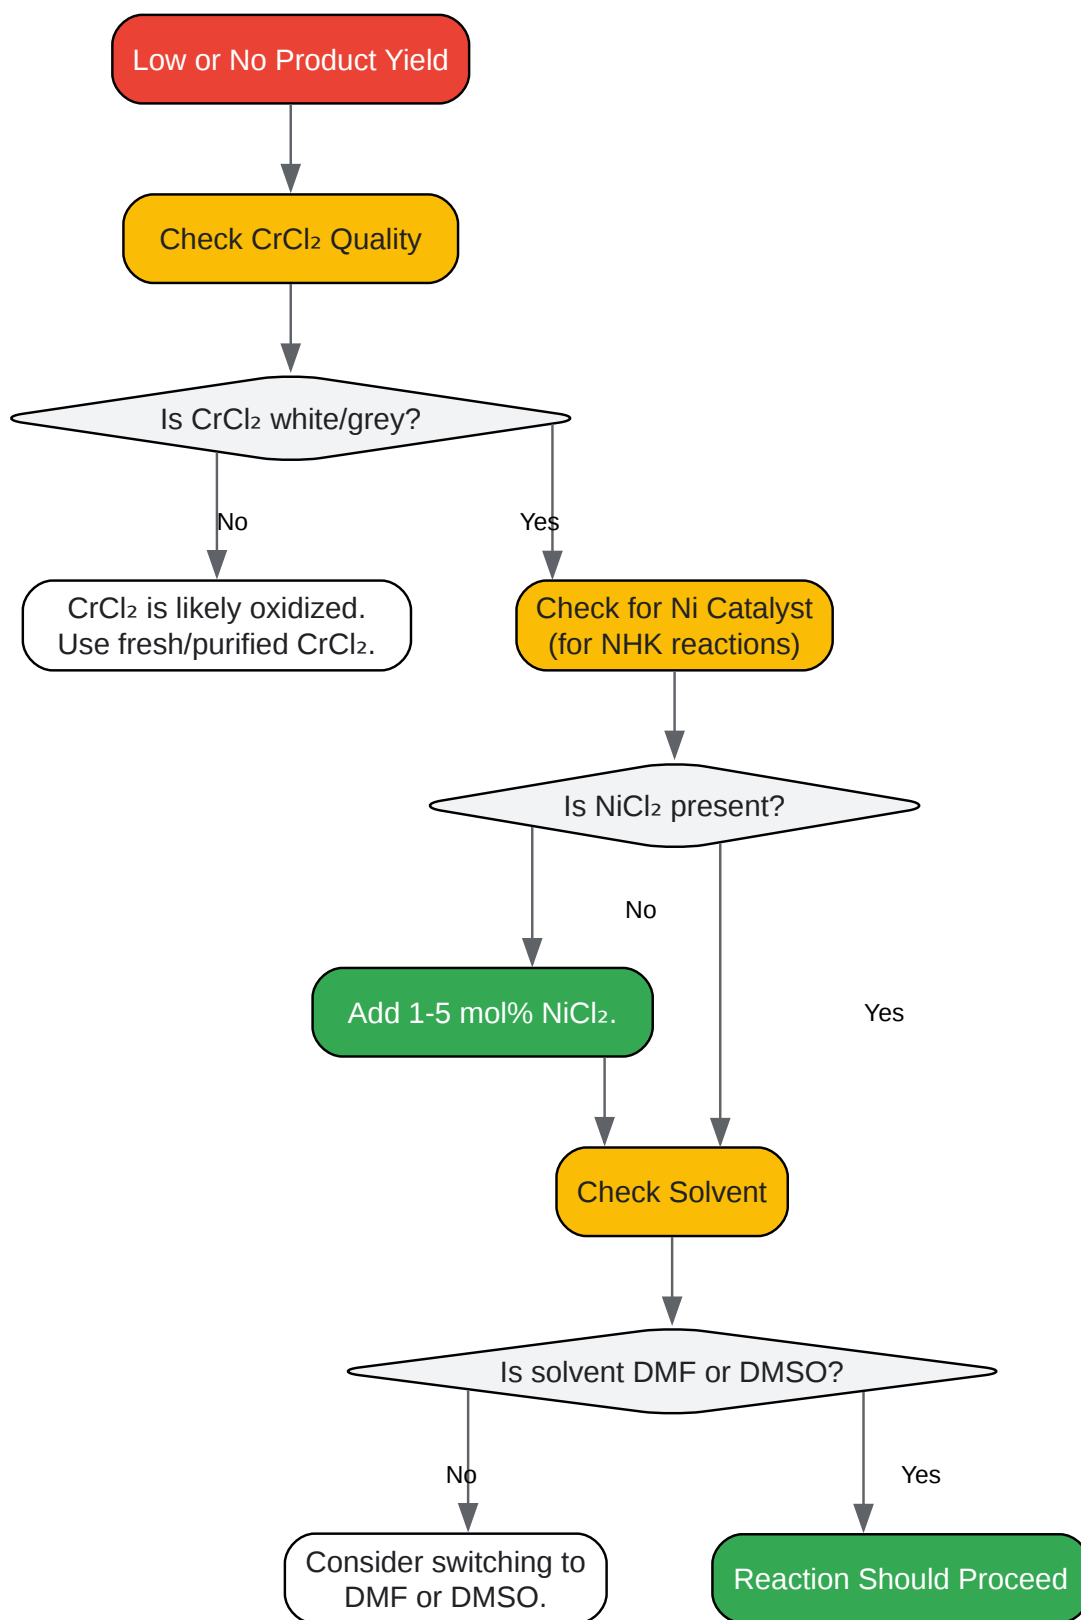 Low or No Product Yield
Check CrCl₂ Quality
Is CrCl₂ white/grey?
No
Yes
CrCl₂ is likely oxidized.
Use fresh/purified CrCl₂.
Check for Ni Catalyst
(for NHK reactions)
Is NiCl₂ present?
No
Add 1-5 mol% NiCl₂.
Yes
Check Solvent
Is solvent DMF or DMSO?
No
Yes
Consider switching to
DMF or DMSO.
Reaction Should Proceed